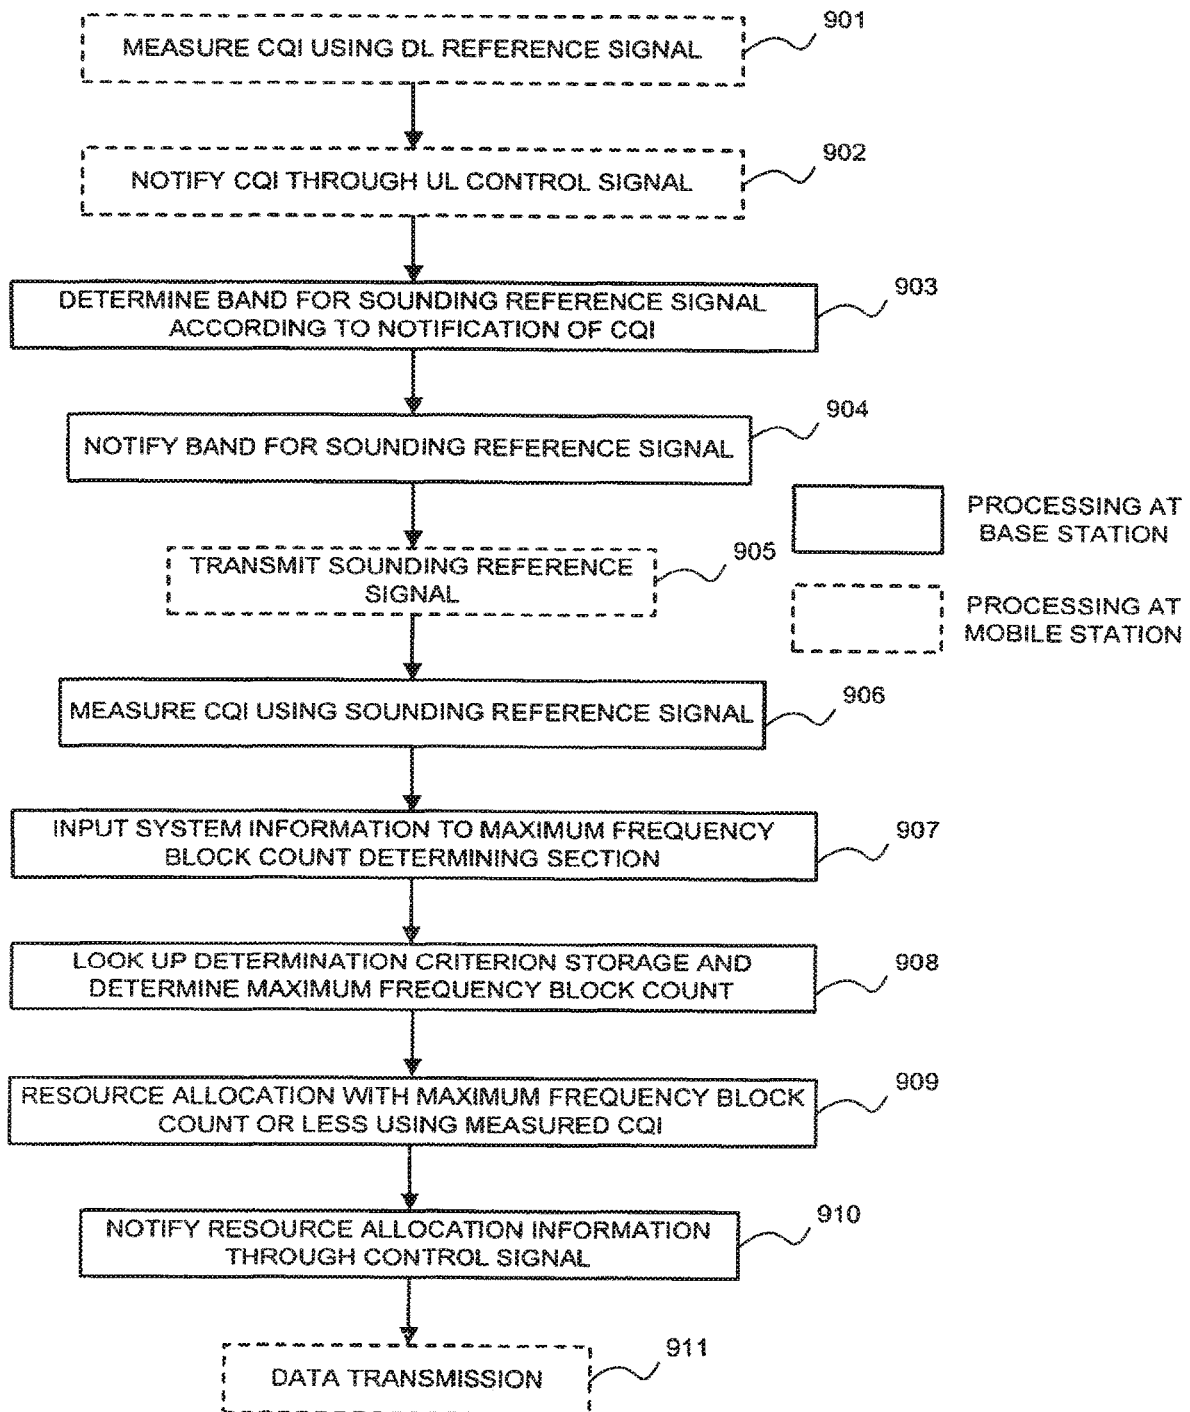 901
MEASURE CQI USING DL REFERENCE SIGNAL
902
NOTIFY CQI THROUGH UL CONTROL SIGNAL
903
DETERMINE BAND FOR SOUNDING REFERENCE SIGNAL
ACCORDING TO NOTIFICATION OF CQI
904
NOTIFY BAND FOR SOUNDING REFERENCE SIGNAL
PROCESSING AT
BASE STATION
905
TRANSMIT SOUNDING REFERENCE
SIGNAL
PROCESSING AT
MOBILE STATION
906
MEASURE CQI USING SOUNDING REFERENCE SIGNAL
907
INPUT SYSTEM INFORMATION TO MAXIMUM FREQUENCY
BLOCK COUNT DETERMINING SECTION
908
LOOK UP DETERMINATION CRITERION STORAGE AND
DETERMINE MAXIMUM FREQUENCY BLOCK COUNT
909
RESOURCE ALLOCATION WITH MAXIMUM FREQUENCY BLOCK
COUNT OR LESS USING MEASURED CQI
910
NOTIFY RESOURCE ALLOCATION INFORMATION
THROUGH CONTROL SIGNAL
911
DATA TRANSMISSION